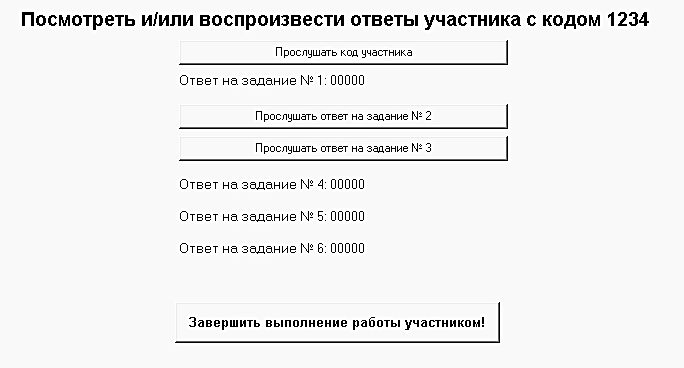 Посмотреть и/или воспроизвести ответы участника с кодом 1234
Прослушать код участника
Ответ на задание № 1: 00000
Прослушать ответ на задание № 2
Прослушать ответ на задание № 3
Ответ на задание № 4: 00000
Ответ на задание № 5: 00000
Ответ на задание № 6: 00000
Завершить выполнение работы участником!